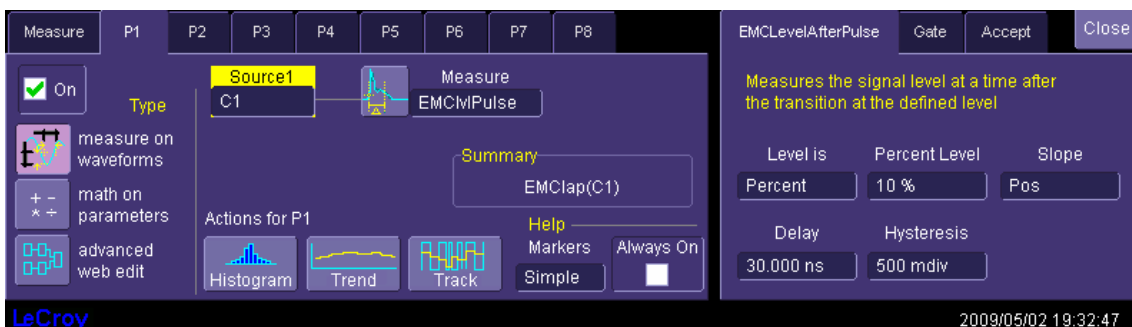 Measure P1 P2 P3 P4 P5 P6 P7 P8
On
Type
measure on
waveforms
+ -
* ÷
math on
parameters
advanced
web edit
Source1
C1
Measure
EMClvlPulse
Summary
EMClap(C1)
Actions for P1
Histogram
Trend
Track
Help
Markers
Simple
Always On
EMCLevelAfterPulse Gate Accept Close
Measures the signal level at a time after
the transition at the defined level
Level is Percent Level Slope
Percent 10 % Pos
Delay Hysteresis
30.000 ns 500 mdiv
LeCroy
2009/05/02 19:32:47